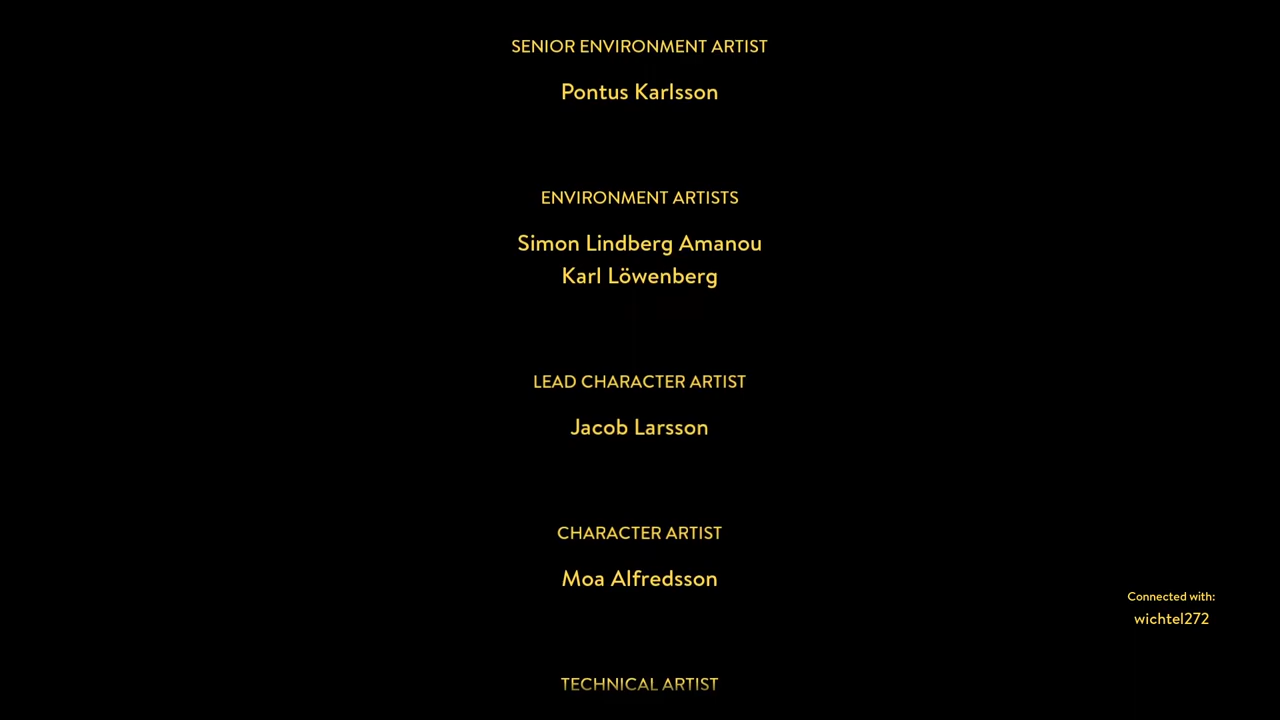 SENIOR ENVIRONMENT ARTIST
Pontus Karlsson
ENVIRONMENT ARTISTS
Simon Lindberg Amanou
Karl Löwenberg
LEAD CHARACTER ARTIST
Jacob Larsson
CHARACTER ARTIST
Moa Alfredsson
Connected with:
wichtel272
TECHNICAL ARTIST